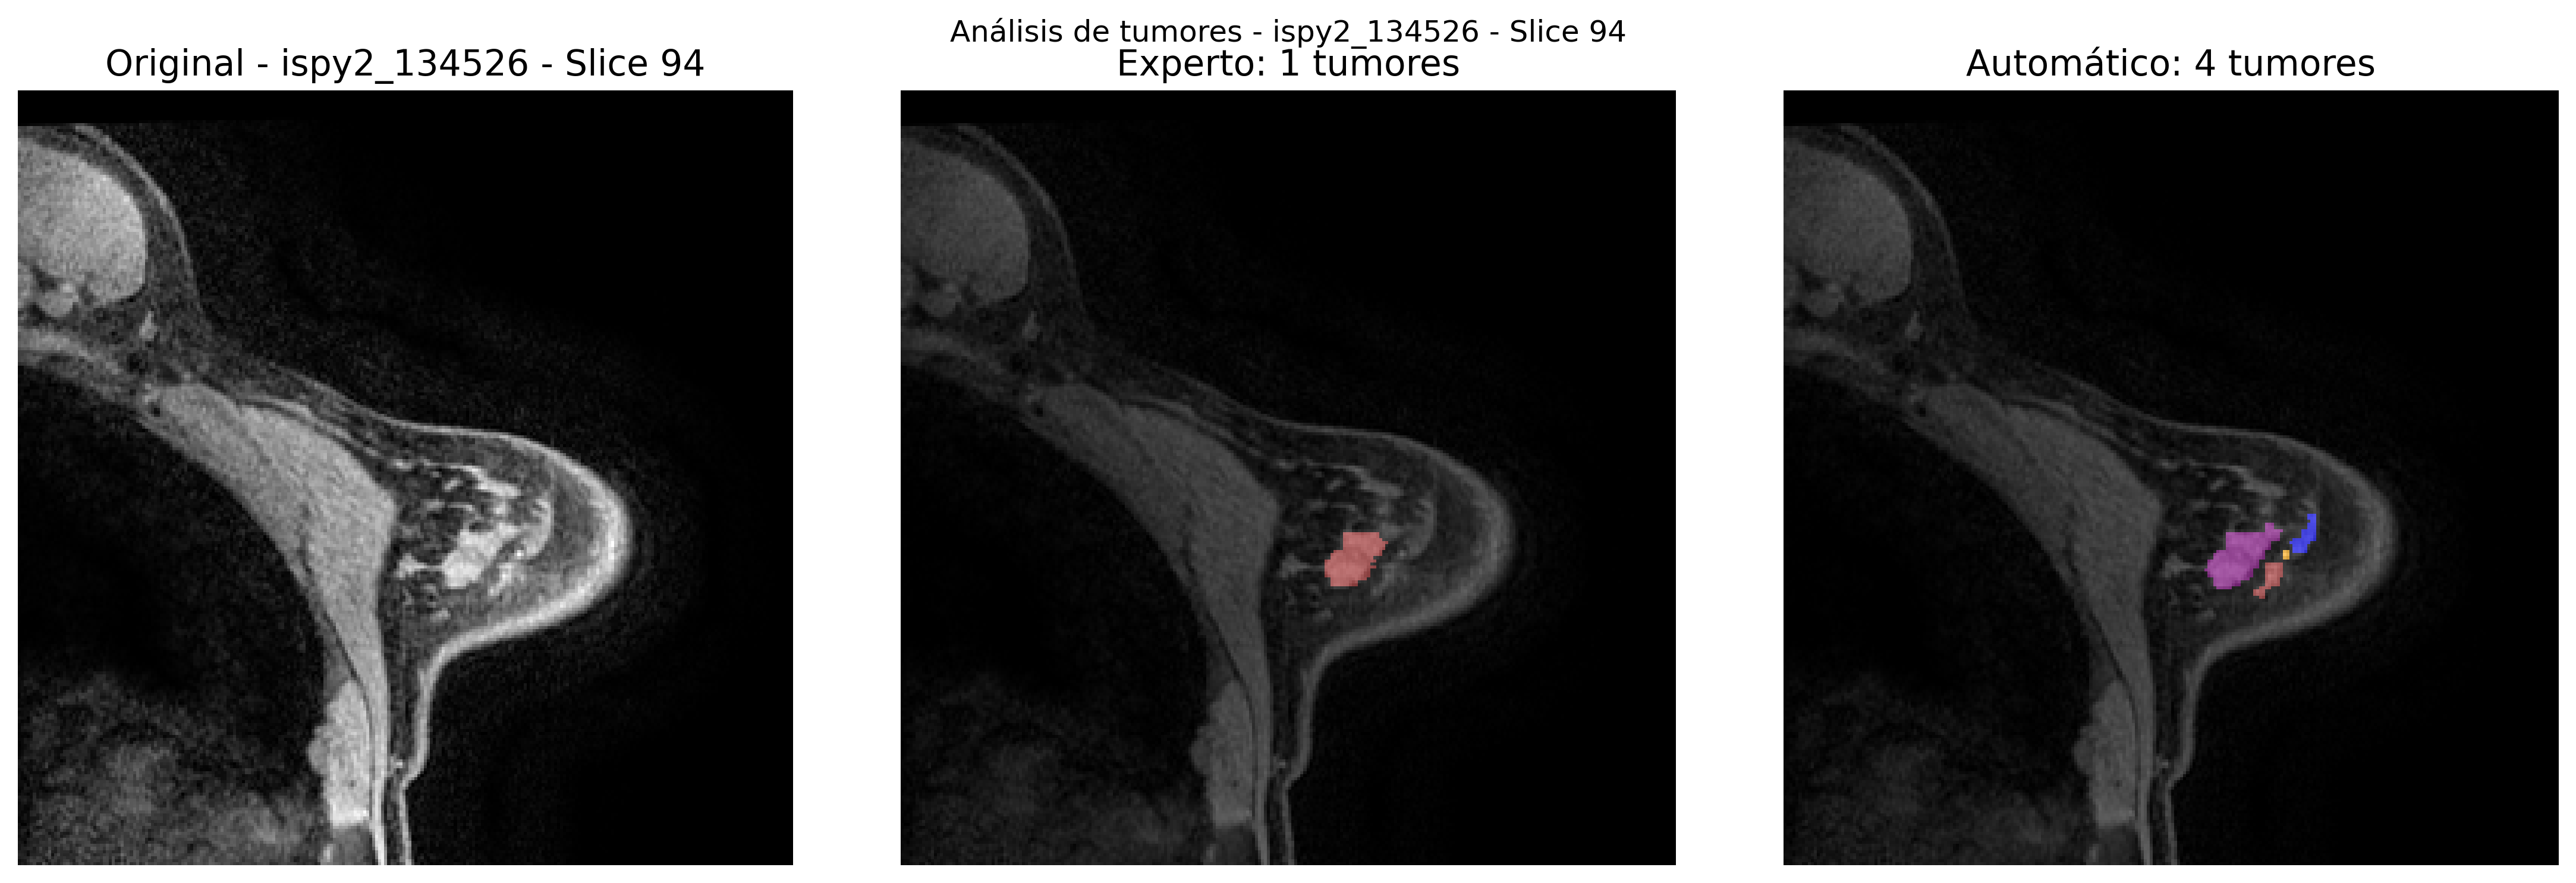 Análisis de tumores - ispy2_134526 - Slice 94
Original - ispy2_134526 - Slice 94
Experto: 1 tumores
Automático: 4 tumores